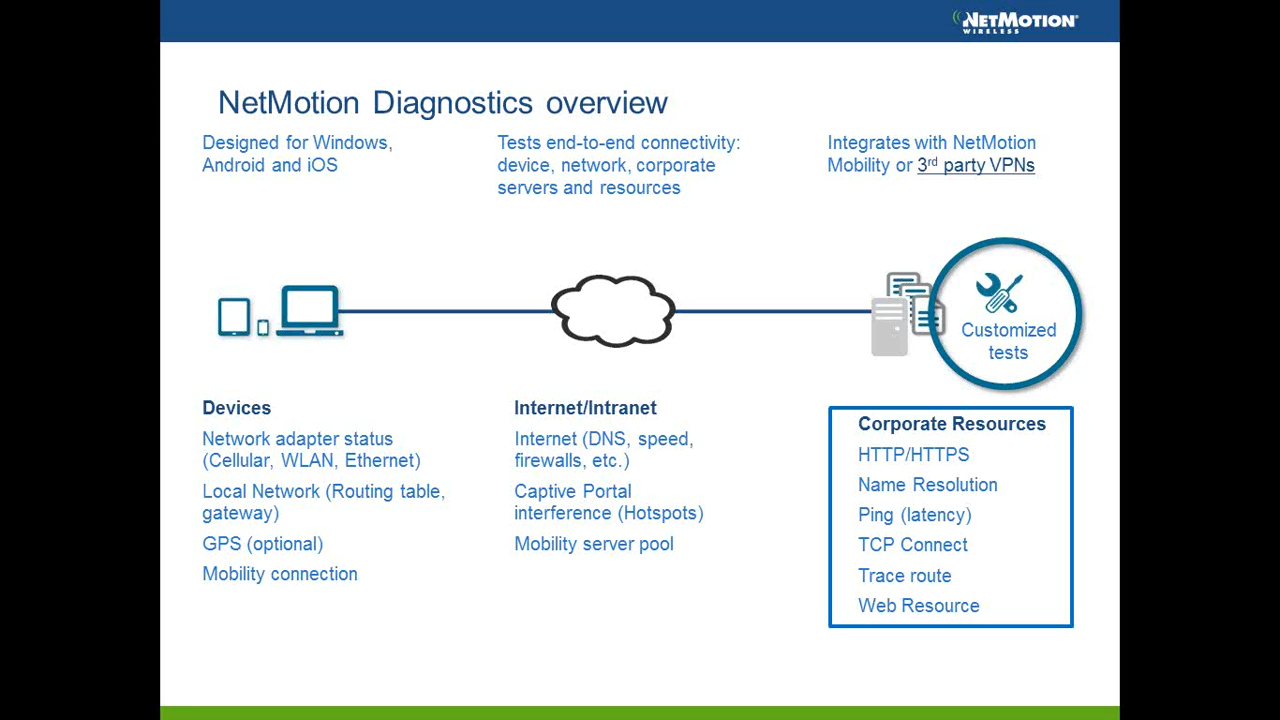 NETMOTION
WIRELESS
NetMotion Diagnostics overview
Designed for Windows,
Android and iOS
Tests end-to-end connectivity:
device, network, corporate
servers and resources
Integrates with NetMotion
Mobility or 3rd party VPNs
Customized
tests
Devices
Network adapter status
(Cellular, WLAN, Ethernet)
Local Network (Routing table,
gateway)
GPS (optional)
Mobility connection
Internet/Intranet
Internet (DNS, speed,
firewalls, etc.)
Captive Portal
interference (Hotspots)
Mobility server pool
Corporate Resources
HTTP/HTTPS
Name Resolution
Ping (latency)
TCP Connect
Trace route
Web Resource